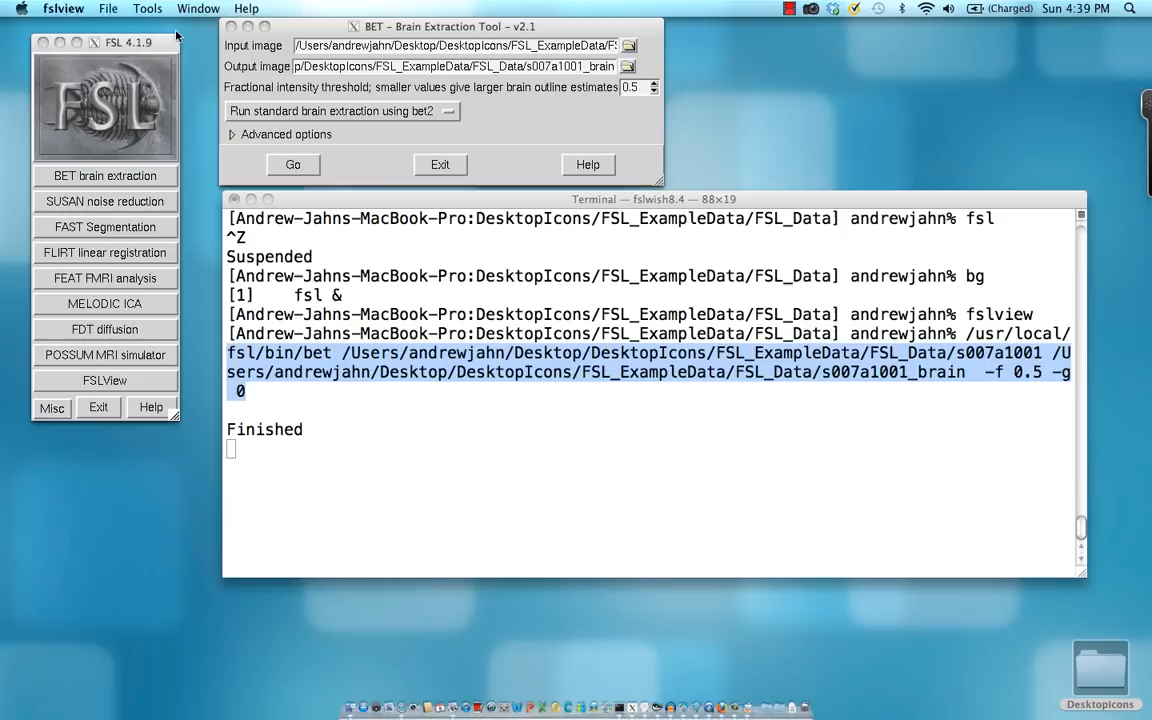 fslview File Tools Window Help (Charged) Sun 4:39 PM
FSL 4.1.9
FSL
BET brain extraction
SUSAN noise reduction
FAST Segmentation
FLIRT linear registration
FEAT FMRI analysis
MELODIC ICA
FDT diffusion
POSSUM MRI simulator
FSLView
Misc Exit Help
BET - Brain Extraction Tool - v2.1
Input image /Users/andrewjahn/Desktop/DesktopIcons/FSL_ExampleData/FS
Output image p/DesktopIcons/FSL_ExampleData/FSL_Data/s007a1001_brain
Fractional intensity threshold; smaller values give larger brain outline estimates 0.5
Run standard brain extraction using bet2
Advanced options
Go Exit Help
Terminal — fslwish8.4 — 88×19
[Andrew-Jahns-MacBook-Pro:DesktopIcons/FSL_ExampleData/FSL_Data] andrewjahn% fsl
^Z
Suspended
[Andrew-Jahns-MacBook-Pro:DesktopIcons/FSL_ExampleData/FSL_Data] andrewjahn% bg
[1] fsl &
[Andrew-Jahns-MacBook-Pro:DesktopIcons/FSL_ExampleData/FSL_Data] andrewjahn% fslview
[Andrew-Jahns-MacBook-Pro:DesktopIcons/FSL_ExampleData/FSL_Data] andrewjahn% /usr/local/
fsl/bin/bet /Users/andrewjahn/Desktop/DesktopIcons/FSL_ExampleData/FSL_Data/s007a1001 /U
sers/andrewjahn/Desktop/DesktopIcons/FSL_ExampleData/FSL_Data/s007a1001_brain -f 0.5 -g
0
Finished
DesktopIcons